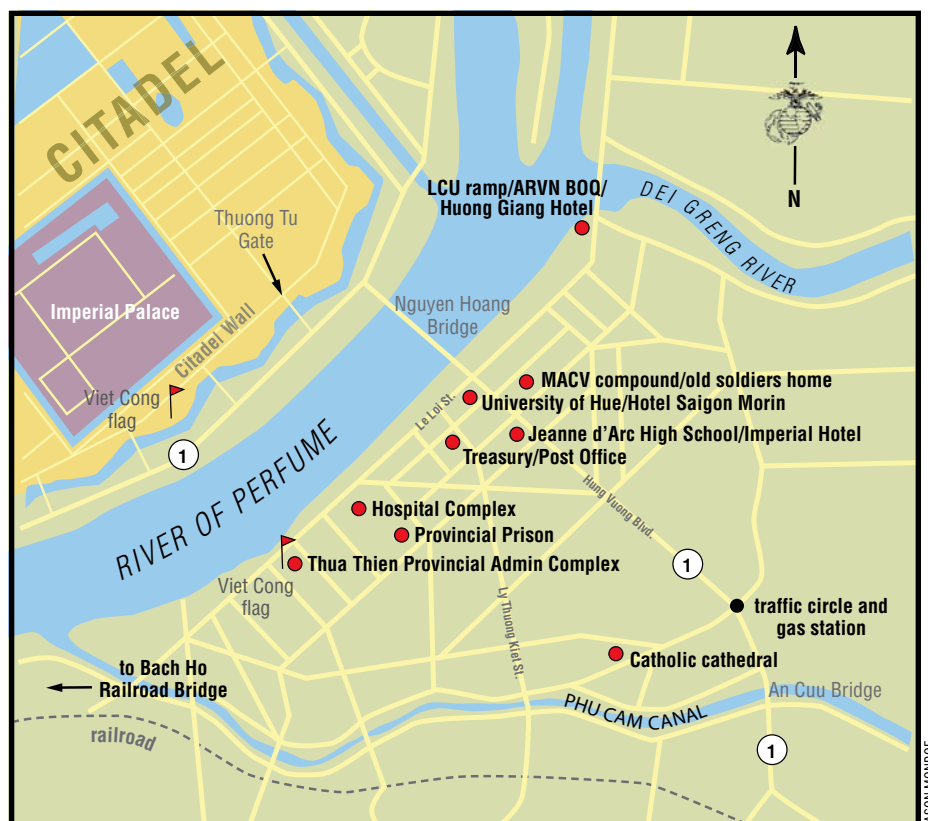 CITADEL
LCU ramp/ARVN BOQ/
Huong Giang Hotel
DEI GRENG RIVER
N
Thuong Tu
Gate
Imperial Palace
Nguyen Hoang
Bridge
Citadei Wall
Viet Cong
flag
1
Le Loi St.
MACV compound/old soldiers home
University of Hue/Hotel Saigon Morin
Jeanne d'Arc High School/Imperial Hotel
Treasury/Post Office
RIVER OF PERFUME
Hung Vuong Blvd.
Hospital Complex
Provincial Prison
Thua Thien Provincial Admin Complex
Viet Cong
flag
1
Ly Thuong Kiet St.
traffic circle and
gas station
Catholic cathedral
to Bach Ho
Railroad Bridge
An Cuu Bridge
PHU CAM CANAL
railroad
1